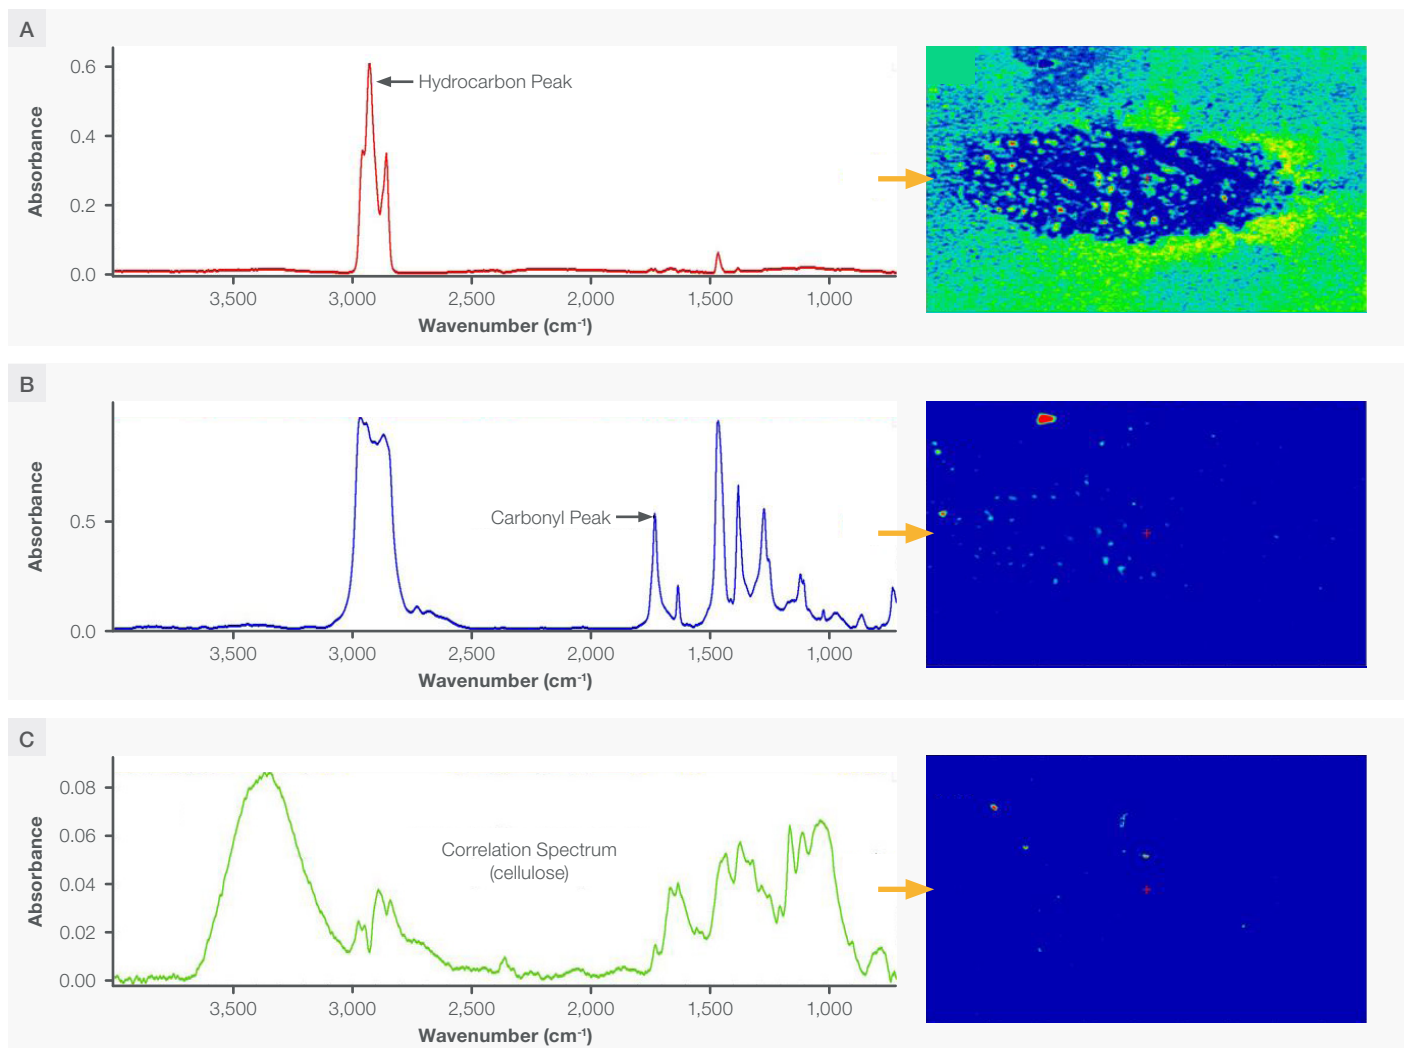 A
Absorbance
0.6
0.4
0.2
0.0
Hydrocarbon Peak
3,500 3,000 2,500 2,000 1,500 1,000
Wavenumber (cm⁻¹)
B
Absorbance
0.5
0.0
Carbonyl Peak
3,500 3,000 2,500 2,000 1,500 1,000
Wavenumber (cm⁻¹)
C
Absorbance
0.08
0.06
0.04
0.02
0.00
Correlation Spectrum
(cellulose)
3,500 3,000 2,500 2,000 1,500 1,000
Wavenumber (cm⁻¹)